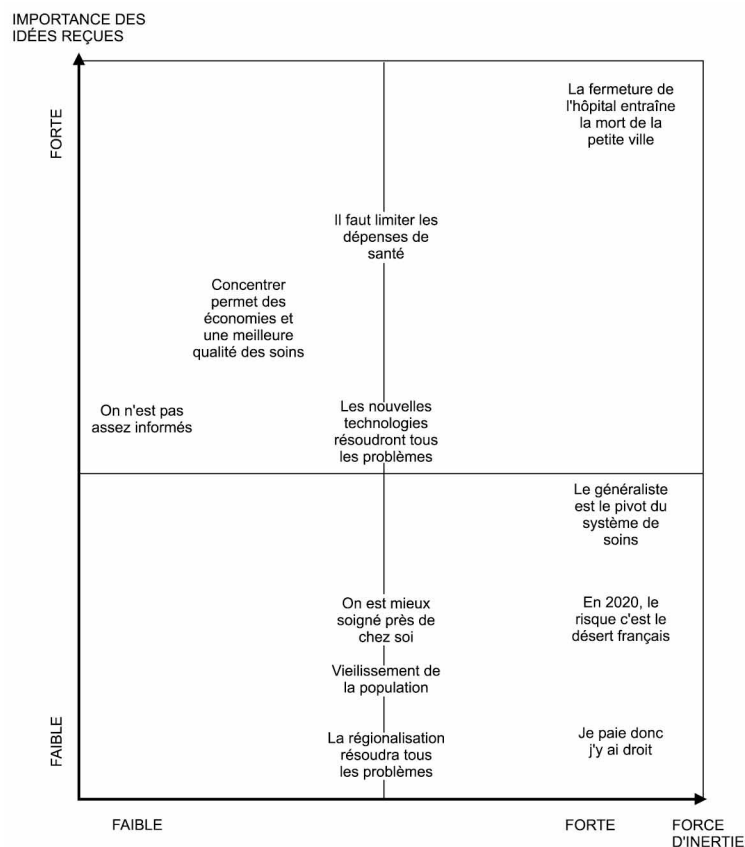 IMPORTANCE DES
IDÉES REÇUES
FORTE
La fermeture de
l'hôpital entraîne
la mort de la
petite ville
Il faut limiter les
dépenses de
santé
Concentrer
permet des
économies et
une meilleure
qualité des soins
On n'est pas
assez informés
Les nouvelles
technologies
résoudront tous
les problèmes
Le généraliste
est le pivot du
système de
soins
On est mieux
soigné près de
chez soi
En 2020, le
risque c'est le
désert français
Vieilissement de
la population
FAIBLE
La régionalisation
résoudra tous
les problèmes
Je paie donc
j'y ai droit
FAIBLE
FORTE
FORCE
D'INERTIE